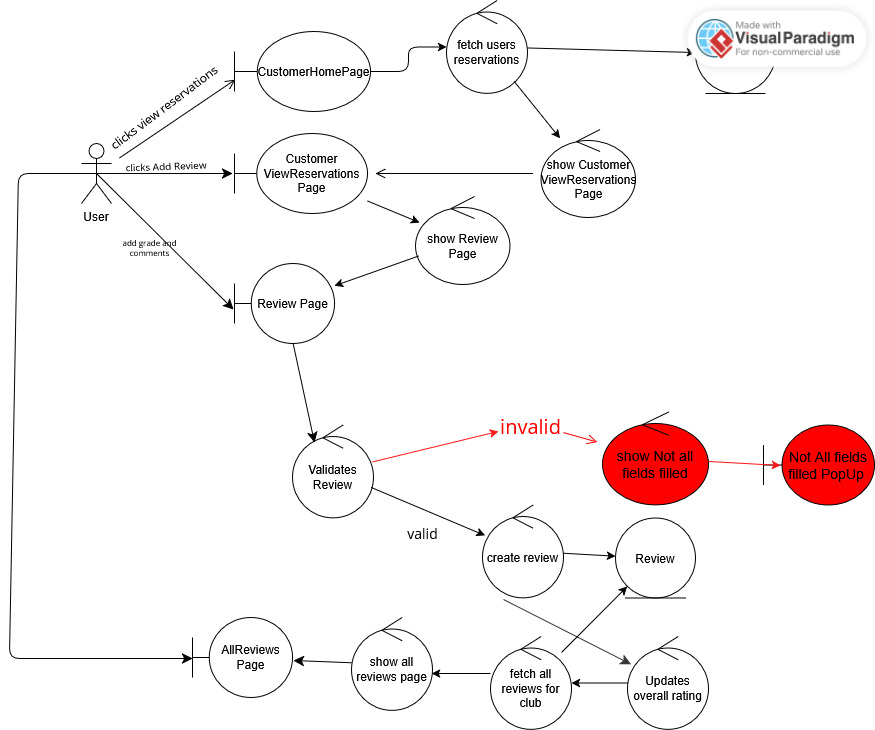 Made with
VisualParadigm
For non-commercial use
fetch users
reservations
CustomerHomePage
clicks view reservations
clicks Add Review
Customer
ViewReservations
Page
show Customer
ViewReservations
Page
User
show Review
Page
add grade and
comments
Review Page
invalid
show Not all
fields filled
Not All fields
filled PopUp
Validates
Review
valid
create review
Review
AllReviews
Page
show all
reviews page
fetch all
reviews for
club
Updates
overall rating